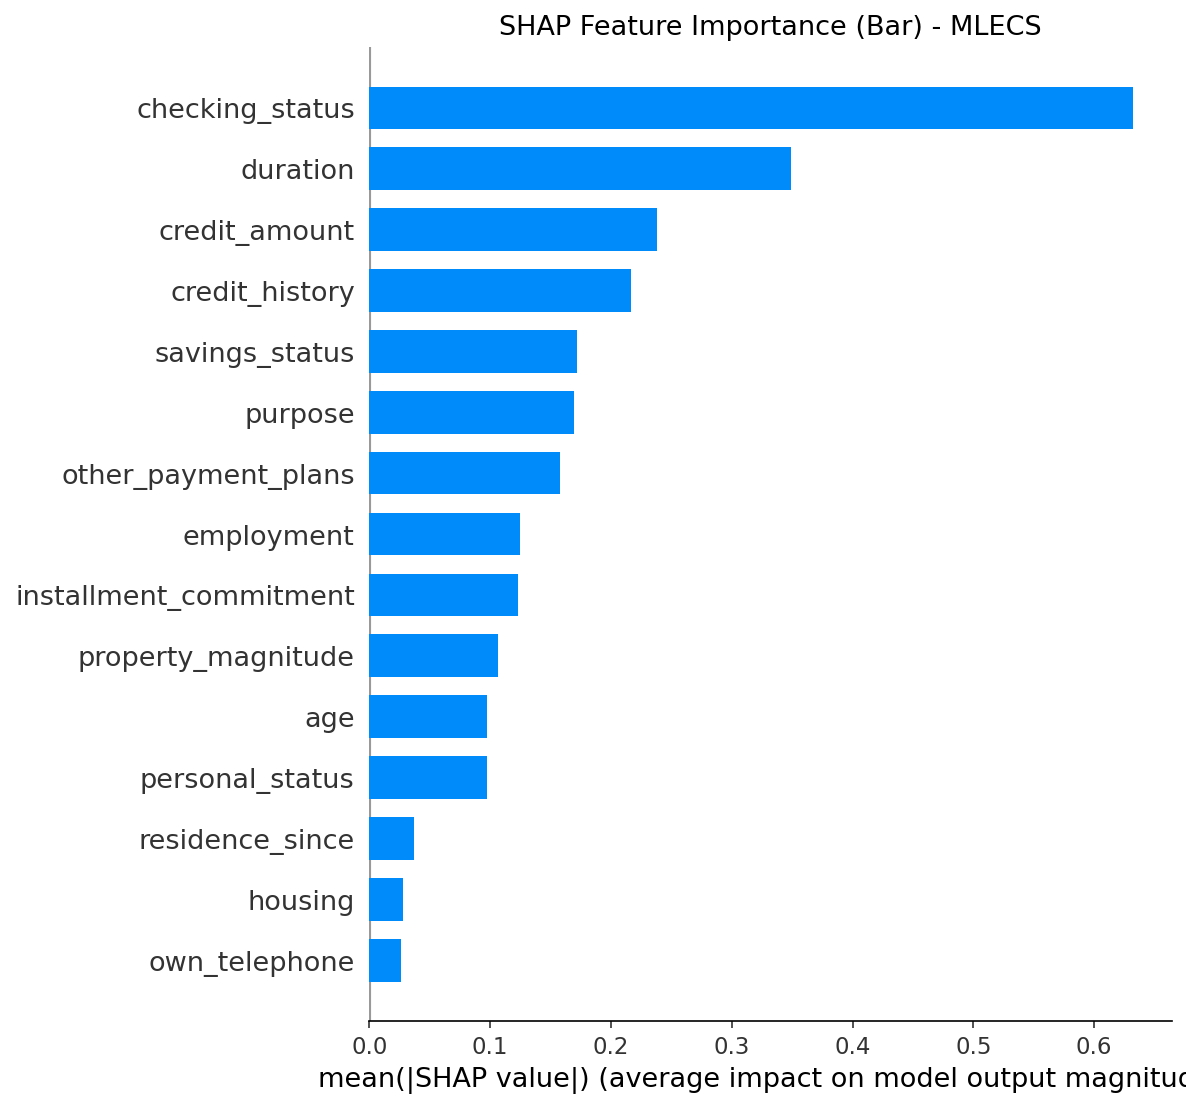 SHAP Feature Importance (Bar) - MLECS
checking_status
duration
credit_amount
credit_history
savings_status
purpose
other_payment_plans
employment
installment_commitment
property_magnitude
age
personal_status
residence_since
housing
own_telephone
0.0 0.1 0.2 0.3 0.4 0.5 0.6
mean(|SHAP value|) (average impact on model output magnitud